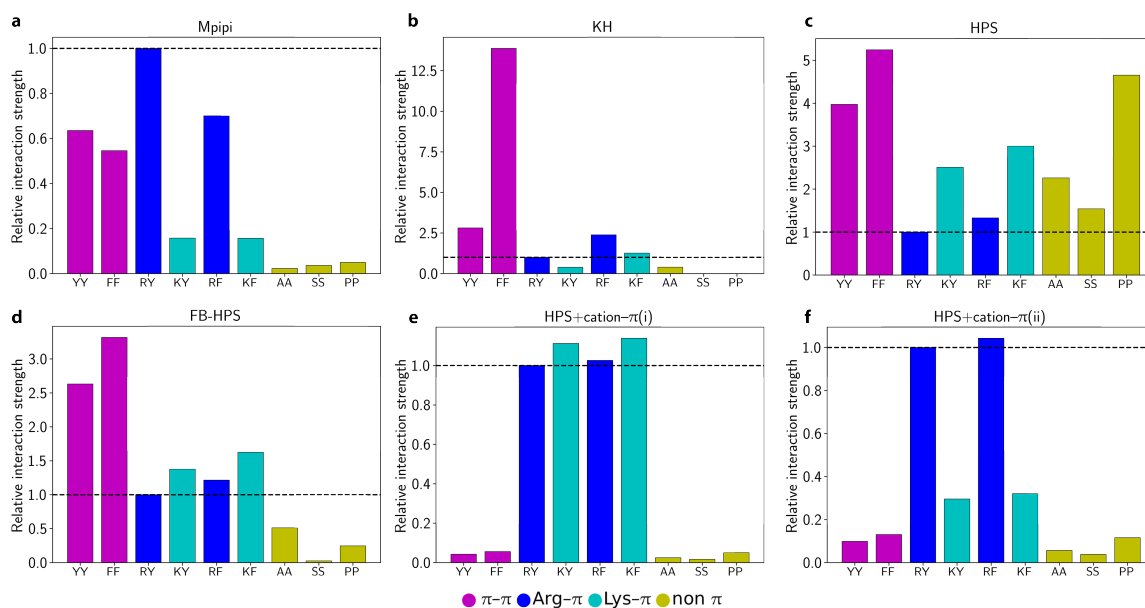 a
Mpipi
Relative interaction strength
1.0
0.8
0.6
0.4
0.2
0.0
YY FF RY KY RF KF AA SS PP
b
KH
Relative interaction strength
12.5
10.0
7.5
5.0
2.5
0.0
YY FF RY KY RF KF AA SS PP
c
HPS
Relative interaction strength
5
4
3
2
1
0
YY FF RY KY RF KF AA SS PP
d
FB-HPS
Relative interaction strength
3.0
2.5
2.0
1.5
1.0
0.5
0.0
YY FF RY KY RF KF AA SS PP
e
HPS+cation–π(i)
Relative interaction strength
1.0
0.8
0.6
0.4
0.2
0.0
YY FF RY KY RF KF AA SS PP
f
HPS+cation–π(ii)
Relative interaction strength
1.0
0.8
0.6
0.4
0.2
0.0
YY FF RY KY RF KF AA SS PP
π–π Arg–π Lys–π non π